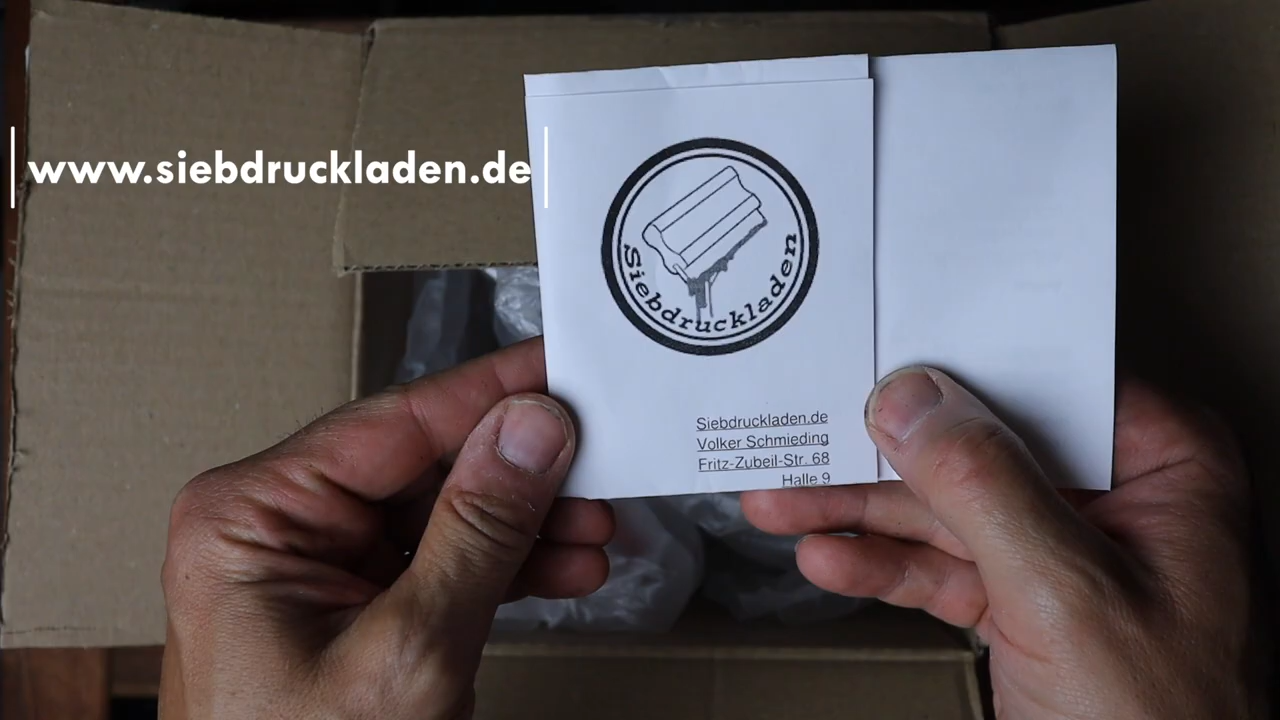 www.siebdruckladen.de
Siebdruckladen
Siebdruckladen.de
Volker Schmieding
Fritz-Zubeil-Str. 68
Halle 9